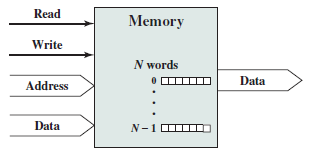 Read
Memory
Write
N words
0
Address
Data
Data
N – 1